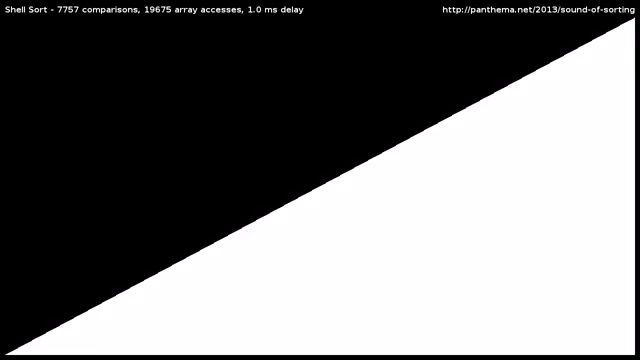 Shell Sort - 7757 comparisons, 19675 array accesses, 1.0 ms delay
http://panthema.net/2013/sound-of-sorting